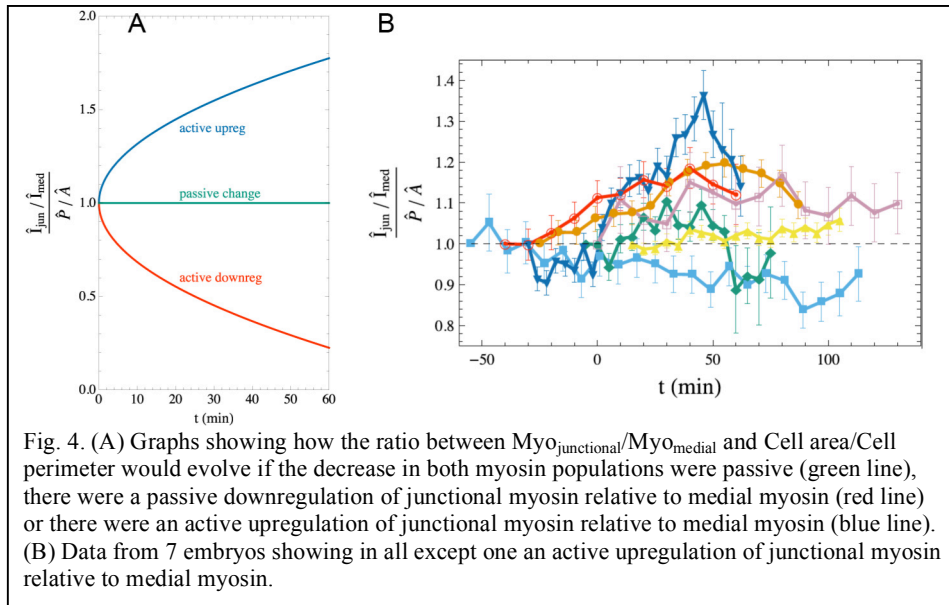 A
B
2.0
1.5
1.0
0.5
0.0
active upreg
passive change
active downreg
Îjun / Îmed
P̂ / Â
0 10 20 30 40 50 60
t (min)
1.4
1.3
1.2
1.1
1.0
0.9
0.8
Îjun / Îmed
P̂ / Â
-50 0 50 100
t (min)
Fig. 4. (A) Graphs showing how the ratio between Myojunctional/Myomedial and Cell area/Cell
perimeter would evolve if the decrease in both myosin populations were passive (green line),
there were a passive downregulation of junctional myosin relative to medial myosin (red line)
or there were an active upregulation of junctional myosin relative to medial myosin (blue line).
(B) Data from 7 embryos showing in all except one an active upregulation of junctional myosin
relative to medial myosin.